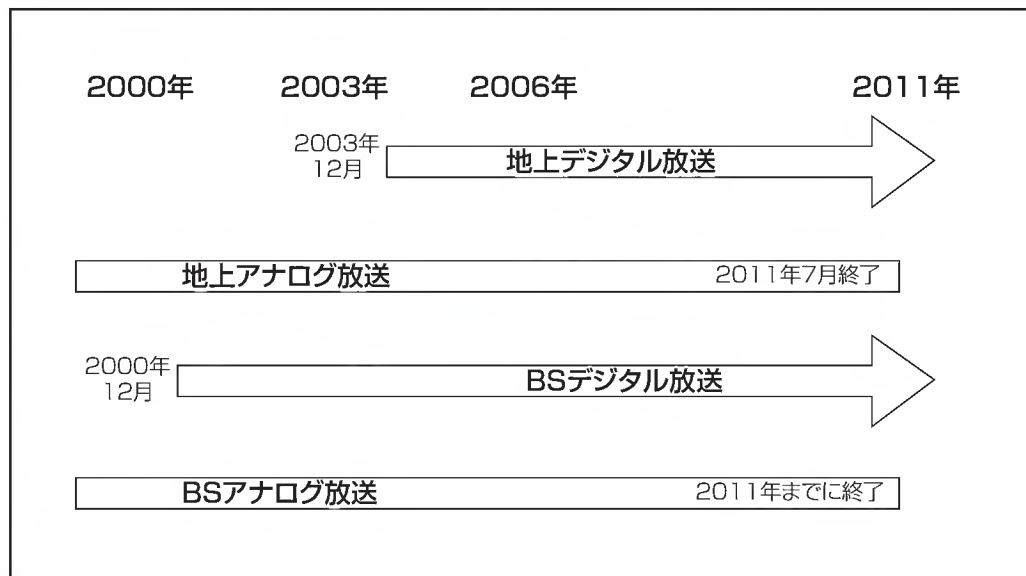 2000年 2003年 2006年 2011年
2003年
12月
地上デジタル放送
地上アナログ放送 2011年7月終了
2000年
12月
BSデジタル放送
BSアナログ放送 2011年までに終了